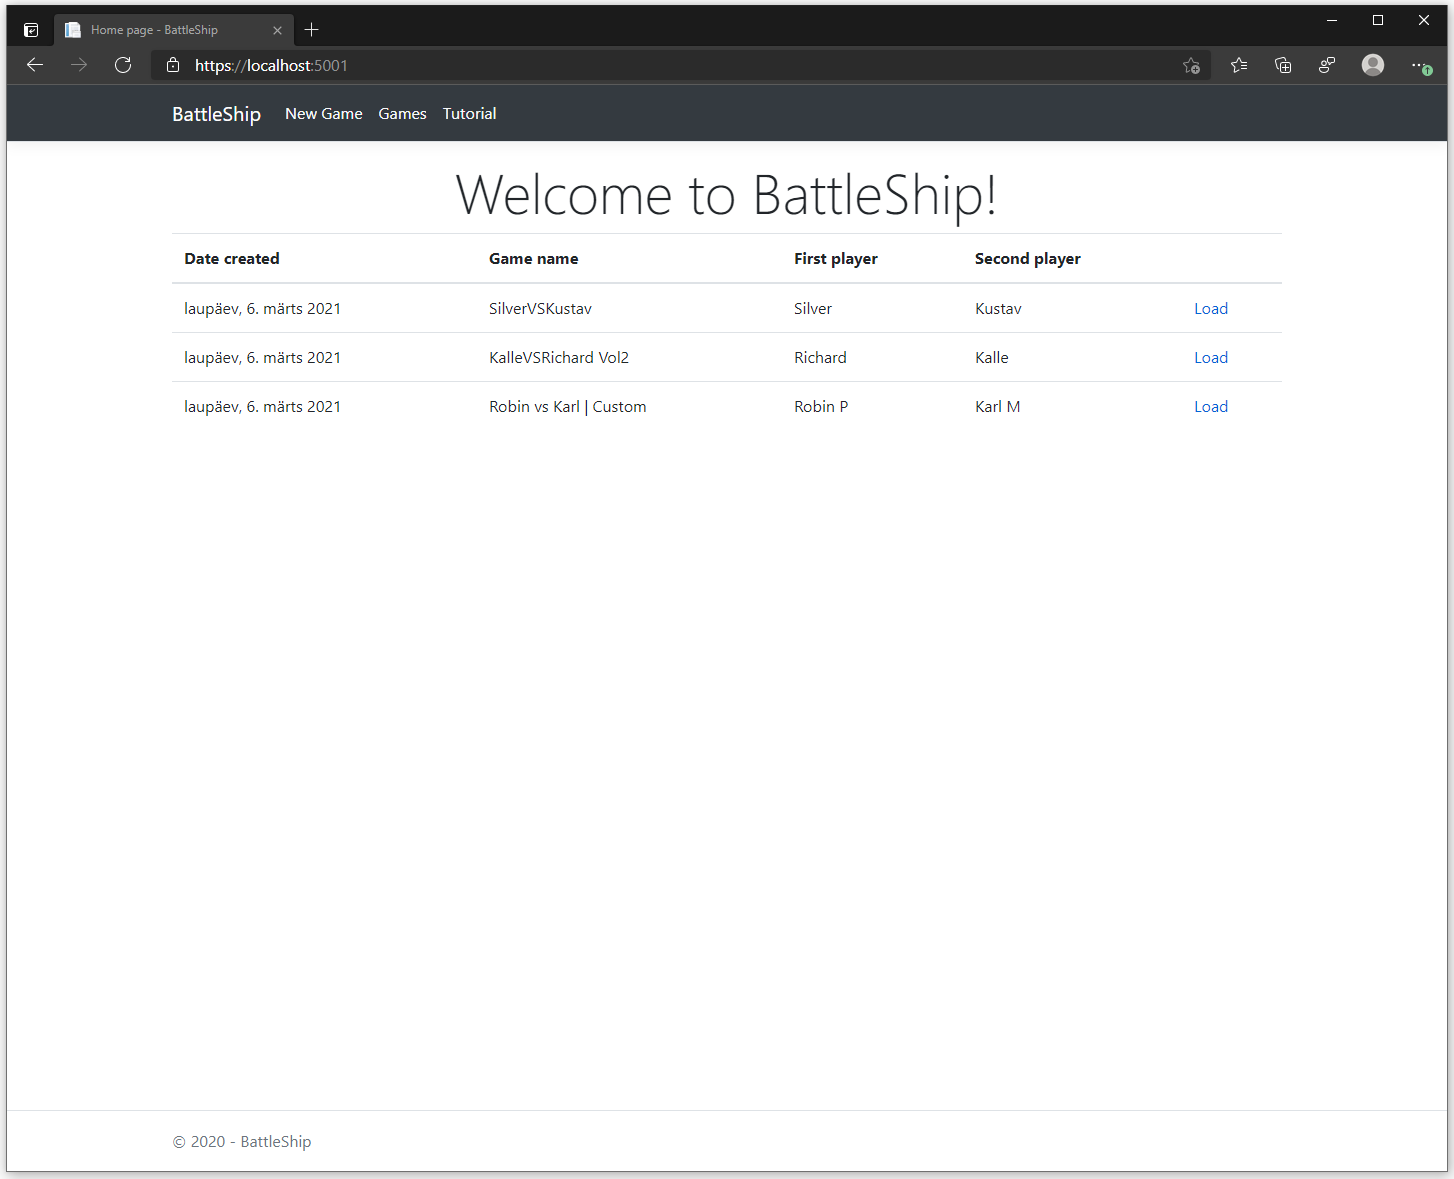 Home page - BattleShip
https://localhost:5001
BattleShip New Game Games Tutorial
Welcome to BattleShip!
Date created Game name First player Second player
laupäev, 6. märts 2021 SilverVSKustav Silver Kustav Load
laupäev, 6. märts 2021 KalleVSRichard Vol2 Richard Kalle Load
laupäev, 6. märts 2021 Robin vs Karl | Custom Robin P Karl M Load
© 2020 - BattleShip